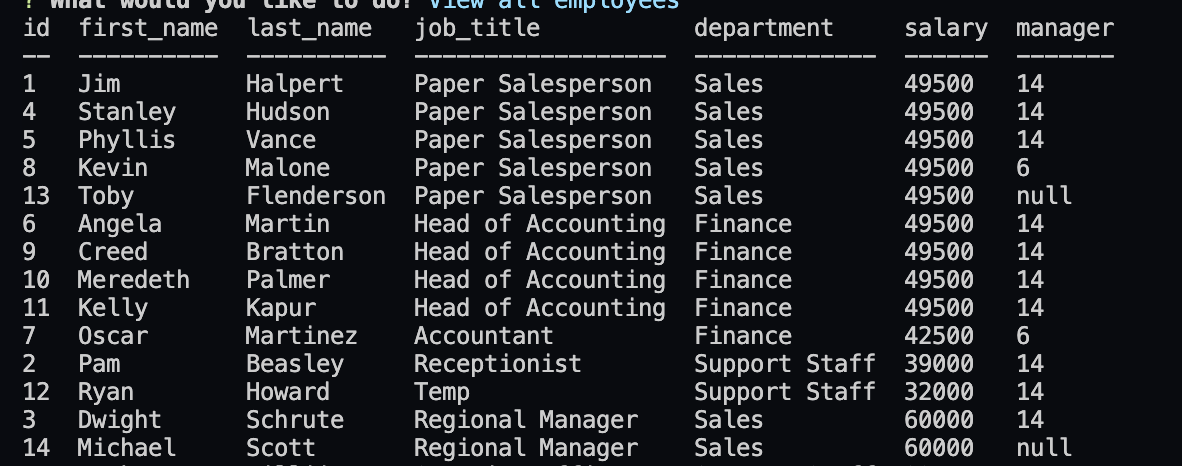 ? What would you like to do? View all employees
id first_name last_name job_title department salary manager
-- ---------- ---------- ------------------ ------------- ------ -------
1 Jim Halpert Paper Salesperson Sales 49500 14
4 Stanley Hudson Paper Salesperson Sales 49500 14
5 Phyllis Vance Paper Salesperson Sales 49500 14
8 Kevin Malone Paper Salesperson Sales 49500 6
13 Toby Flenderson Paper Salesperson Sales 49500 null
6 Angela Martin Head of Accounting Finance 49500 14
9 Creed Bratton Head of Accounting Finance 49500 14
10 Meredeth Palmer Head of Accounting Finance 49500 14
11 Kelly Kapur Head of Accounting Finance 49500 14
7 Oscar Martinez Accountant Finance 42500 6
2 Pam Beasley Receptionist Support Staff 39000 14
12 Ryan Howard Temp Support Staff 32000 14
3 Dwight Schrute Regional Manager Sales 60000 14
14 Michael Scott Regional Manager Sales 60000 null